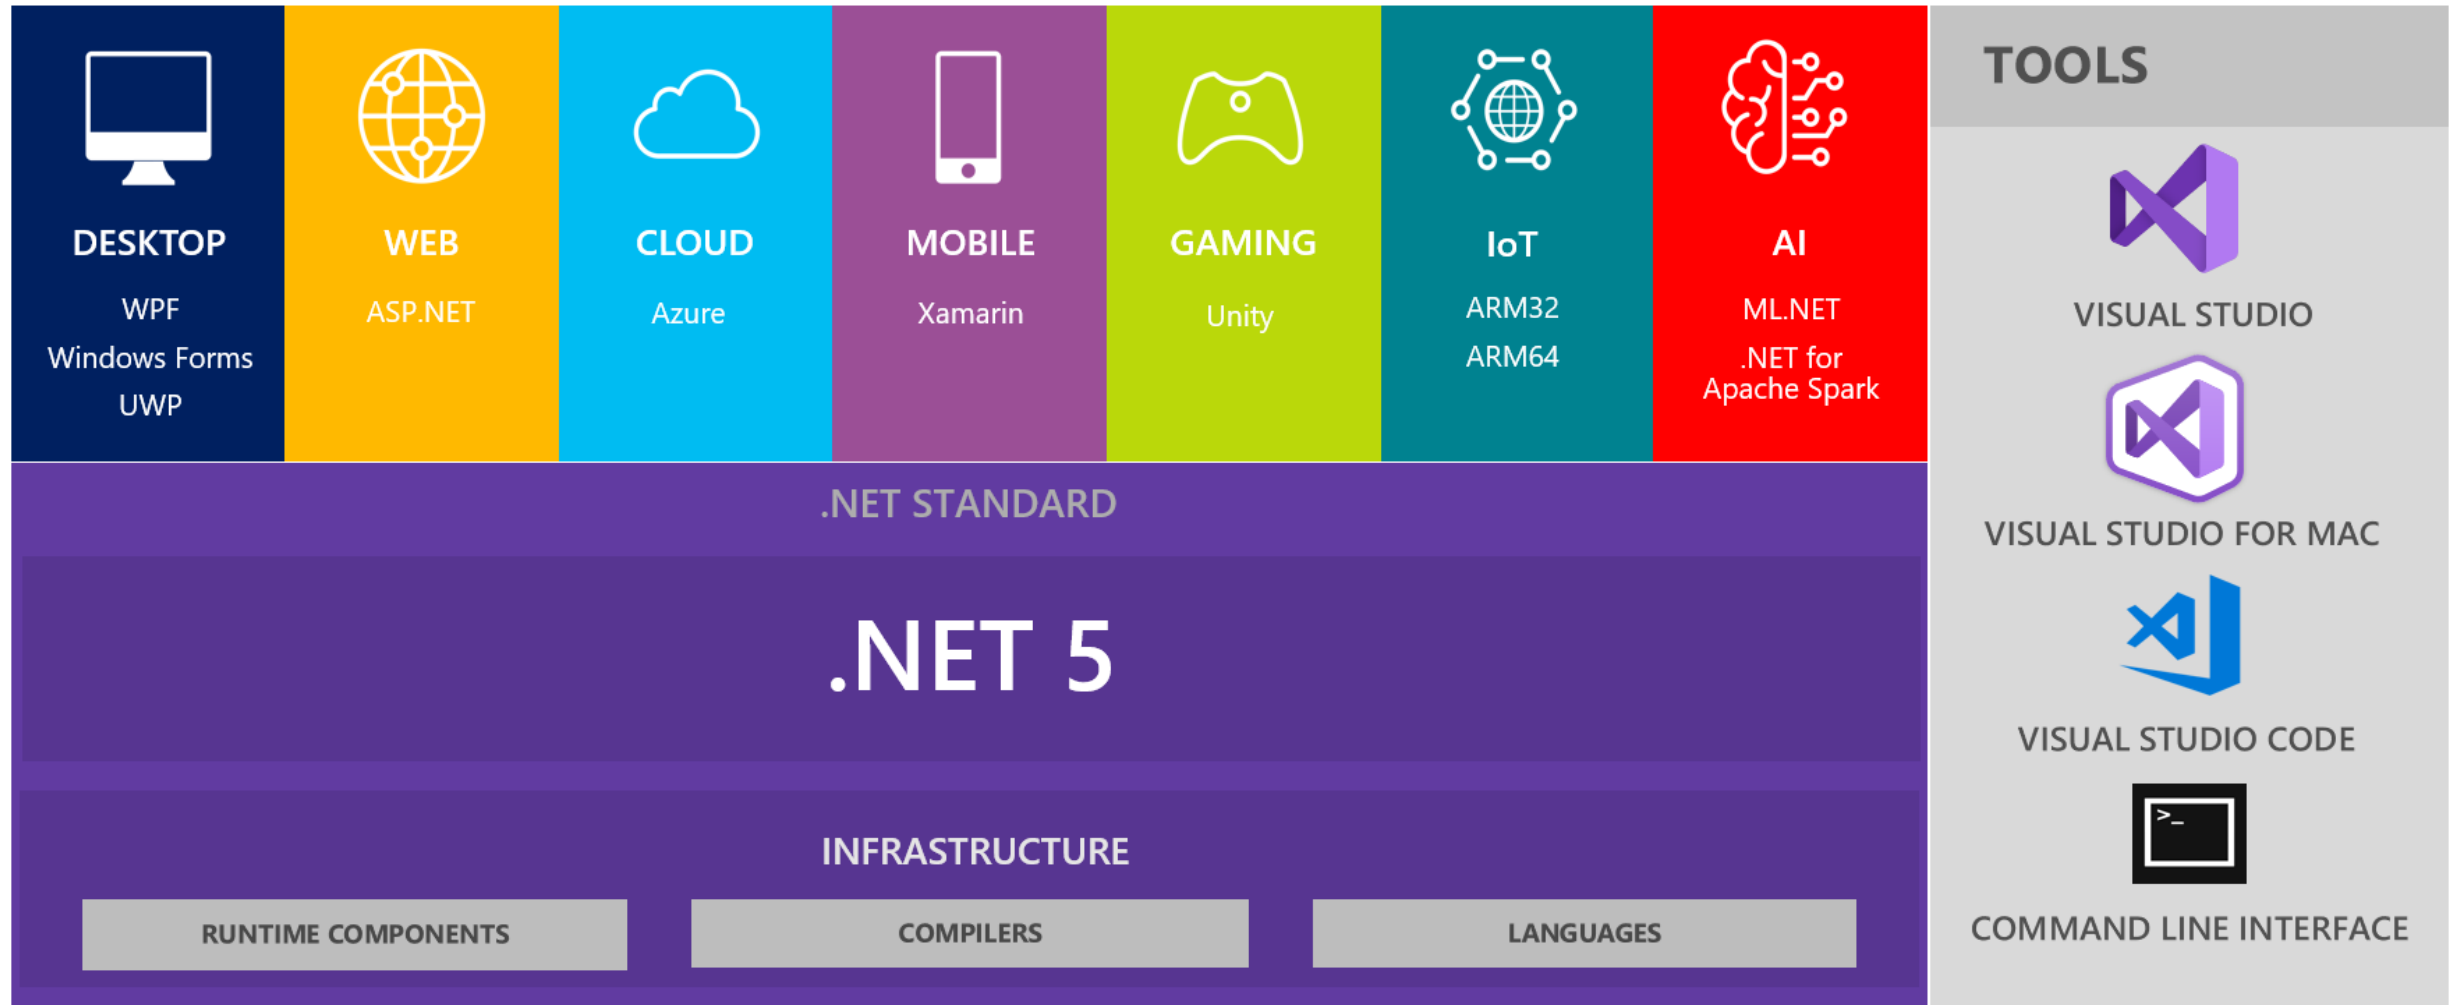 DESKTOP
WPF
Windows Forms
UWP
WEB
ASP.NET
CLOUD
Azure
MOBILE
Xamarin
GAMING
Unity
IoT
ARM32
ARM64
AI
ML.NET
.NET for
Apache Spark
.NET STANDARD
.NET 5
INFRASTRUCTURE
RUNTIME COMPONENTS
COMPILERS
LANGUAGES
TOOLS
VISUAL STUDIO
VISUAL STUDIO FOR MAC
VISUAL STUDIO CODE
>_
COMMAND LINE INTERFACE